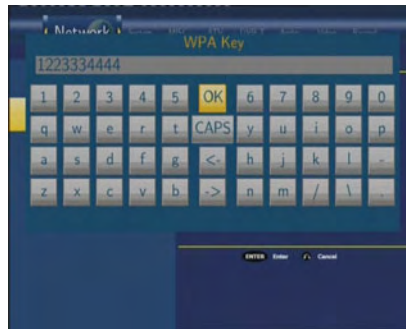 Network
WPA Key
1223334444
1 2 3 4 5 OK 6 7 8 9 0
q w e r t CAPS y u i o p
a s d f g <- h j k l -
z x c v b -> n m / \ .
ENTER Enter Cancel